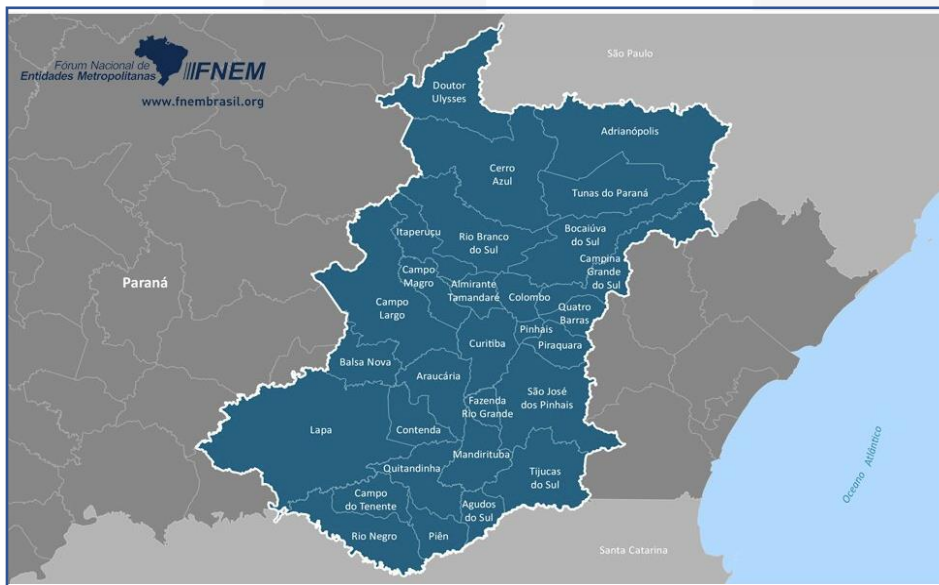 São Paulo
Fórum Nacional de
Entidades Metropolitanas
FNEM
www.fnembrasil.org
Doutor
Ulysses
Adrianópolis
Cerro
Azul
Tunas do Paraná
Itaperuçu
Rio Branco
do Sul
Bocaiúva
do Sul
Campina
Grande
do Sul
Paraná
Campo
Magro
Almirante
Tamandaré
Colombo
Campo
Largo
Quatro
Barras
Pinhais
Curitiba
Piraquara
Balsa Nova
Araucária
São José
dos Pinhais
Fazenda
Rio Grande
Lapa
Contenda
Mandirituba
Quitandinha
Tijucas
do Sul
Campo
do Tenente
Agudos
do Sul
Rio Negro
Piên
Santa Catarina
Oceano Atlântico